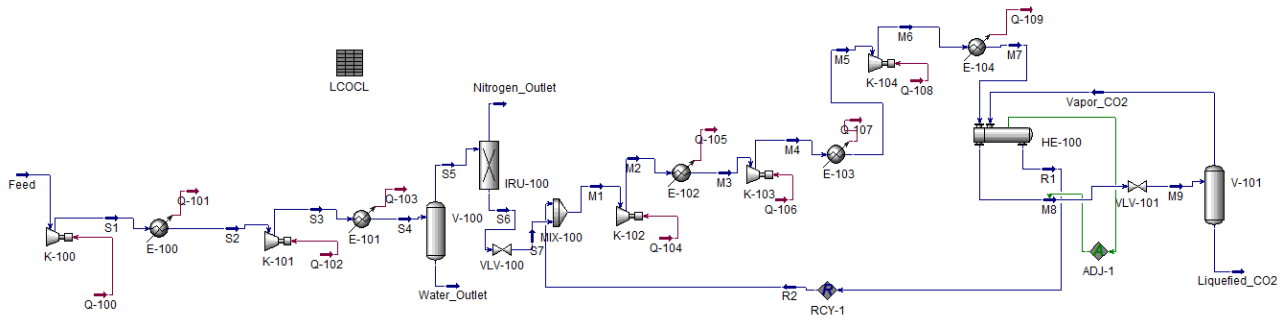 LCOCL
Feed
K-100
Q-100
S1
E-100
Q-101
S2
K-101
Q-102
S3
E-101
Q-103
S4
V-100
Water_Outlet
S5
Nitrogen_Outlet
IRU-100
S6
VLV-100
S7
MIX-100
M1
K-102
Q-104
M2
E-102
Q-105
M3
K-103
Q-106
M4
E-103
Q-107
M5
K-104
Q-108
M6
E-104
Q-109
M7
HE-100
Vapor_CO2
R1
M8
VLV-101
M9
V-101
Liquefied_CO2
A
ADJ-1
R
RCY-1
R2